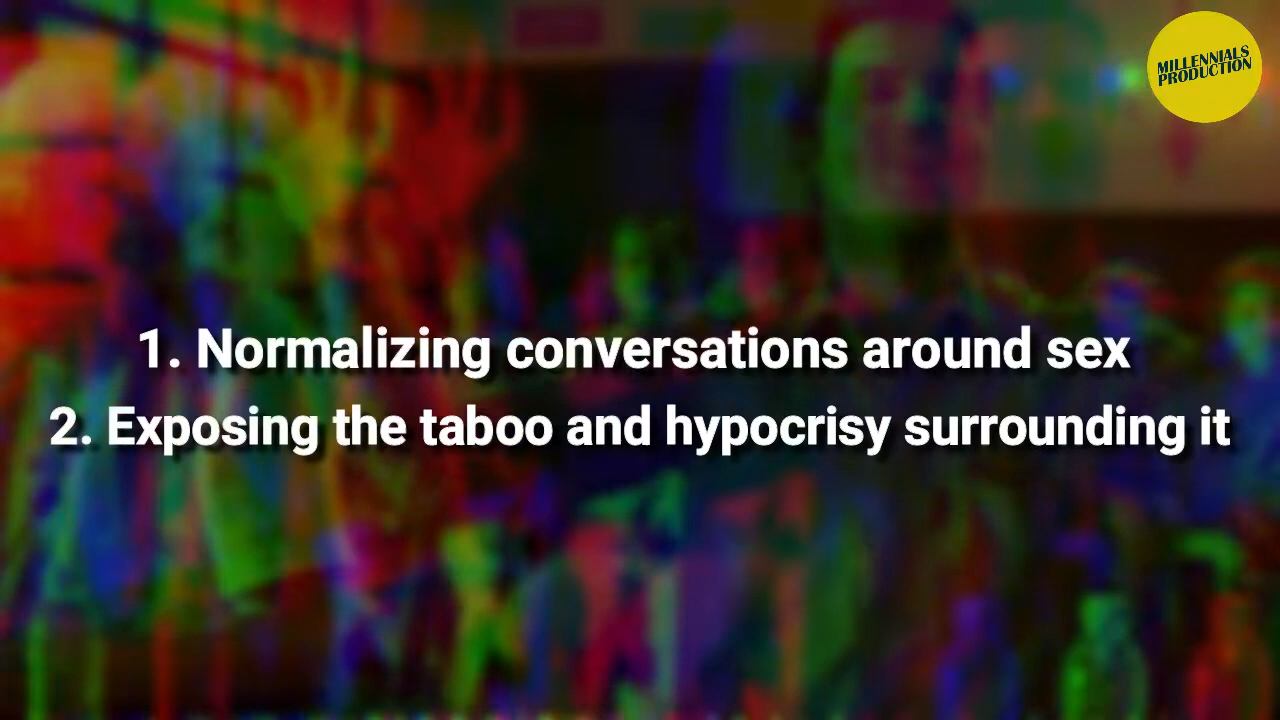 MILLENNIALS
PRODUCTION
1. Normalizing conversations around sex
2. Exposing the taboo and hypocrisy surrounding it